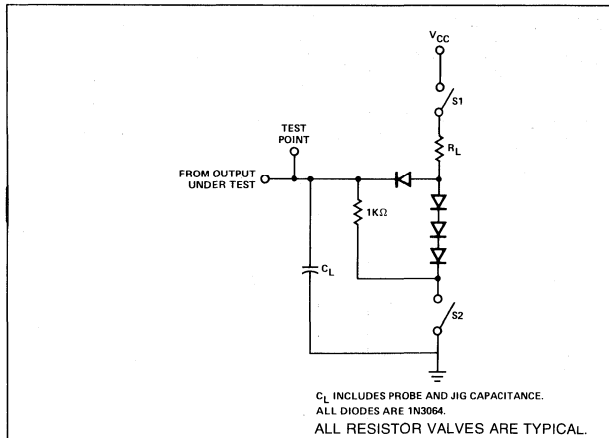 VCC
S1
TEST
POINT
RL
FROM OUTPUT
UNDER TEST
1KΩ
CL
S2
CL INCLUDES PROBE AND JIG CAPACITANCE.
ALL DIODES ARE 1N3064.
ALL RESISTOR VALVES ARE TYPICAL.